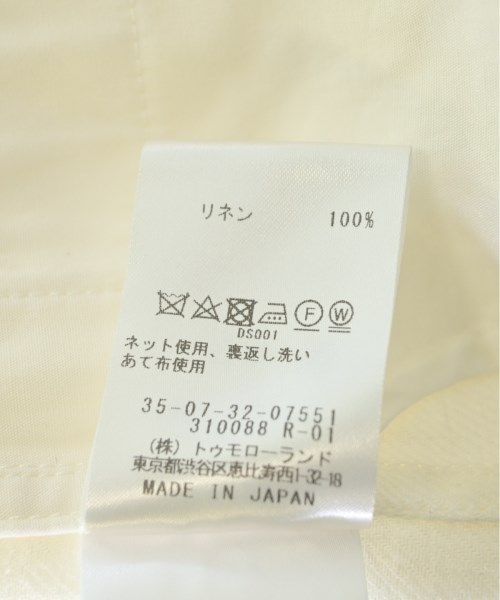 リネン 100%
F W
DS001
ネット使用、裏返し洗い
あて布使用
35-07-32-07551
310088 R-01
(株) トゥモローランド
東京都渋谷区恵比寿西1-32-18
MADE IN JAPAN